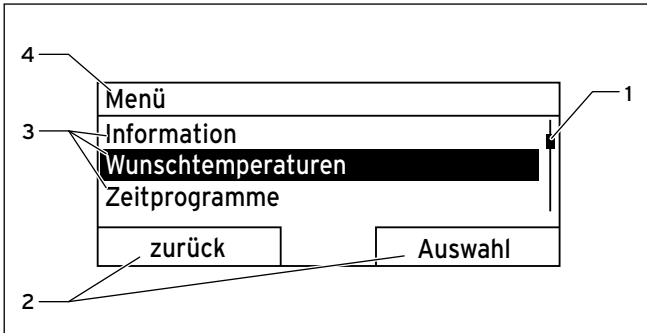 4
Menü
1
3
Information
Wunschtemperaturen
Zeitprogramme
zurück
Auswahl
2